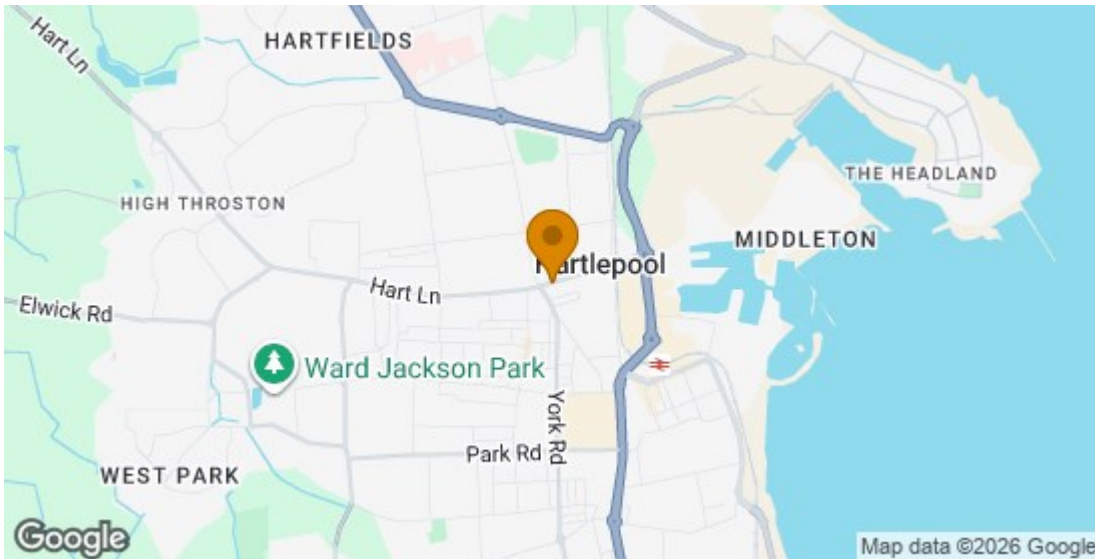 Hart Ln
HARTFIELDS
THE HEADLAND
HIGH THROSTON
MIDDLETON
Hartlepool
Hart Ln
Elwick Rd
Ward Jackson Park
York Rd
Park Rd
WEST PARK
Google
Map data ©2026 Google